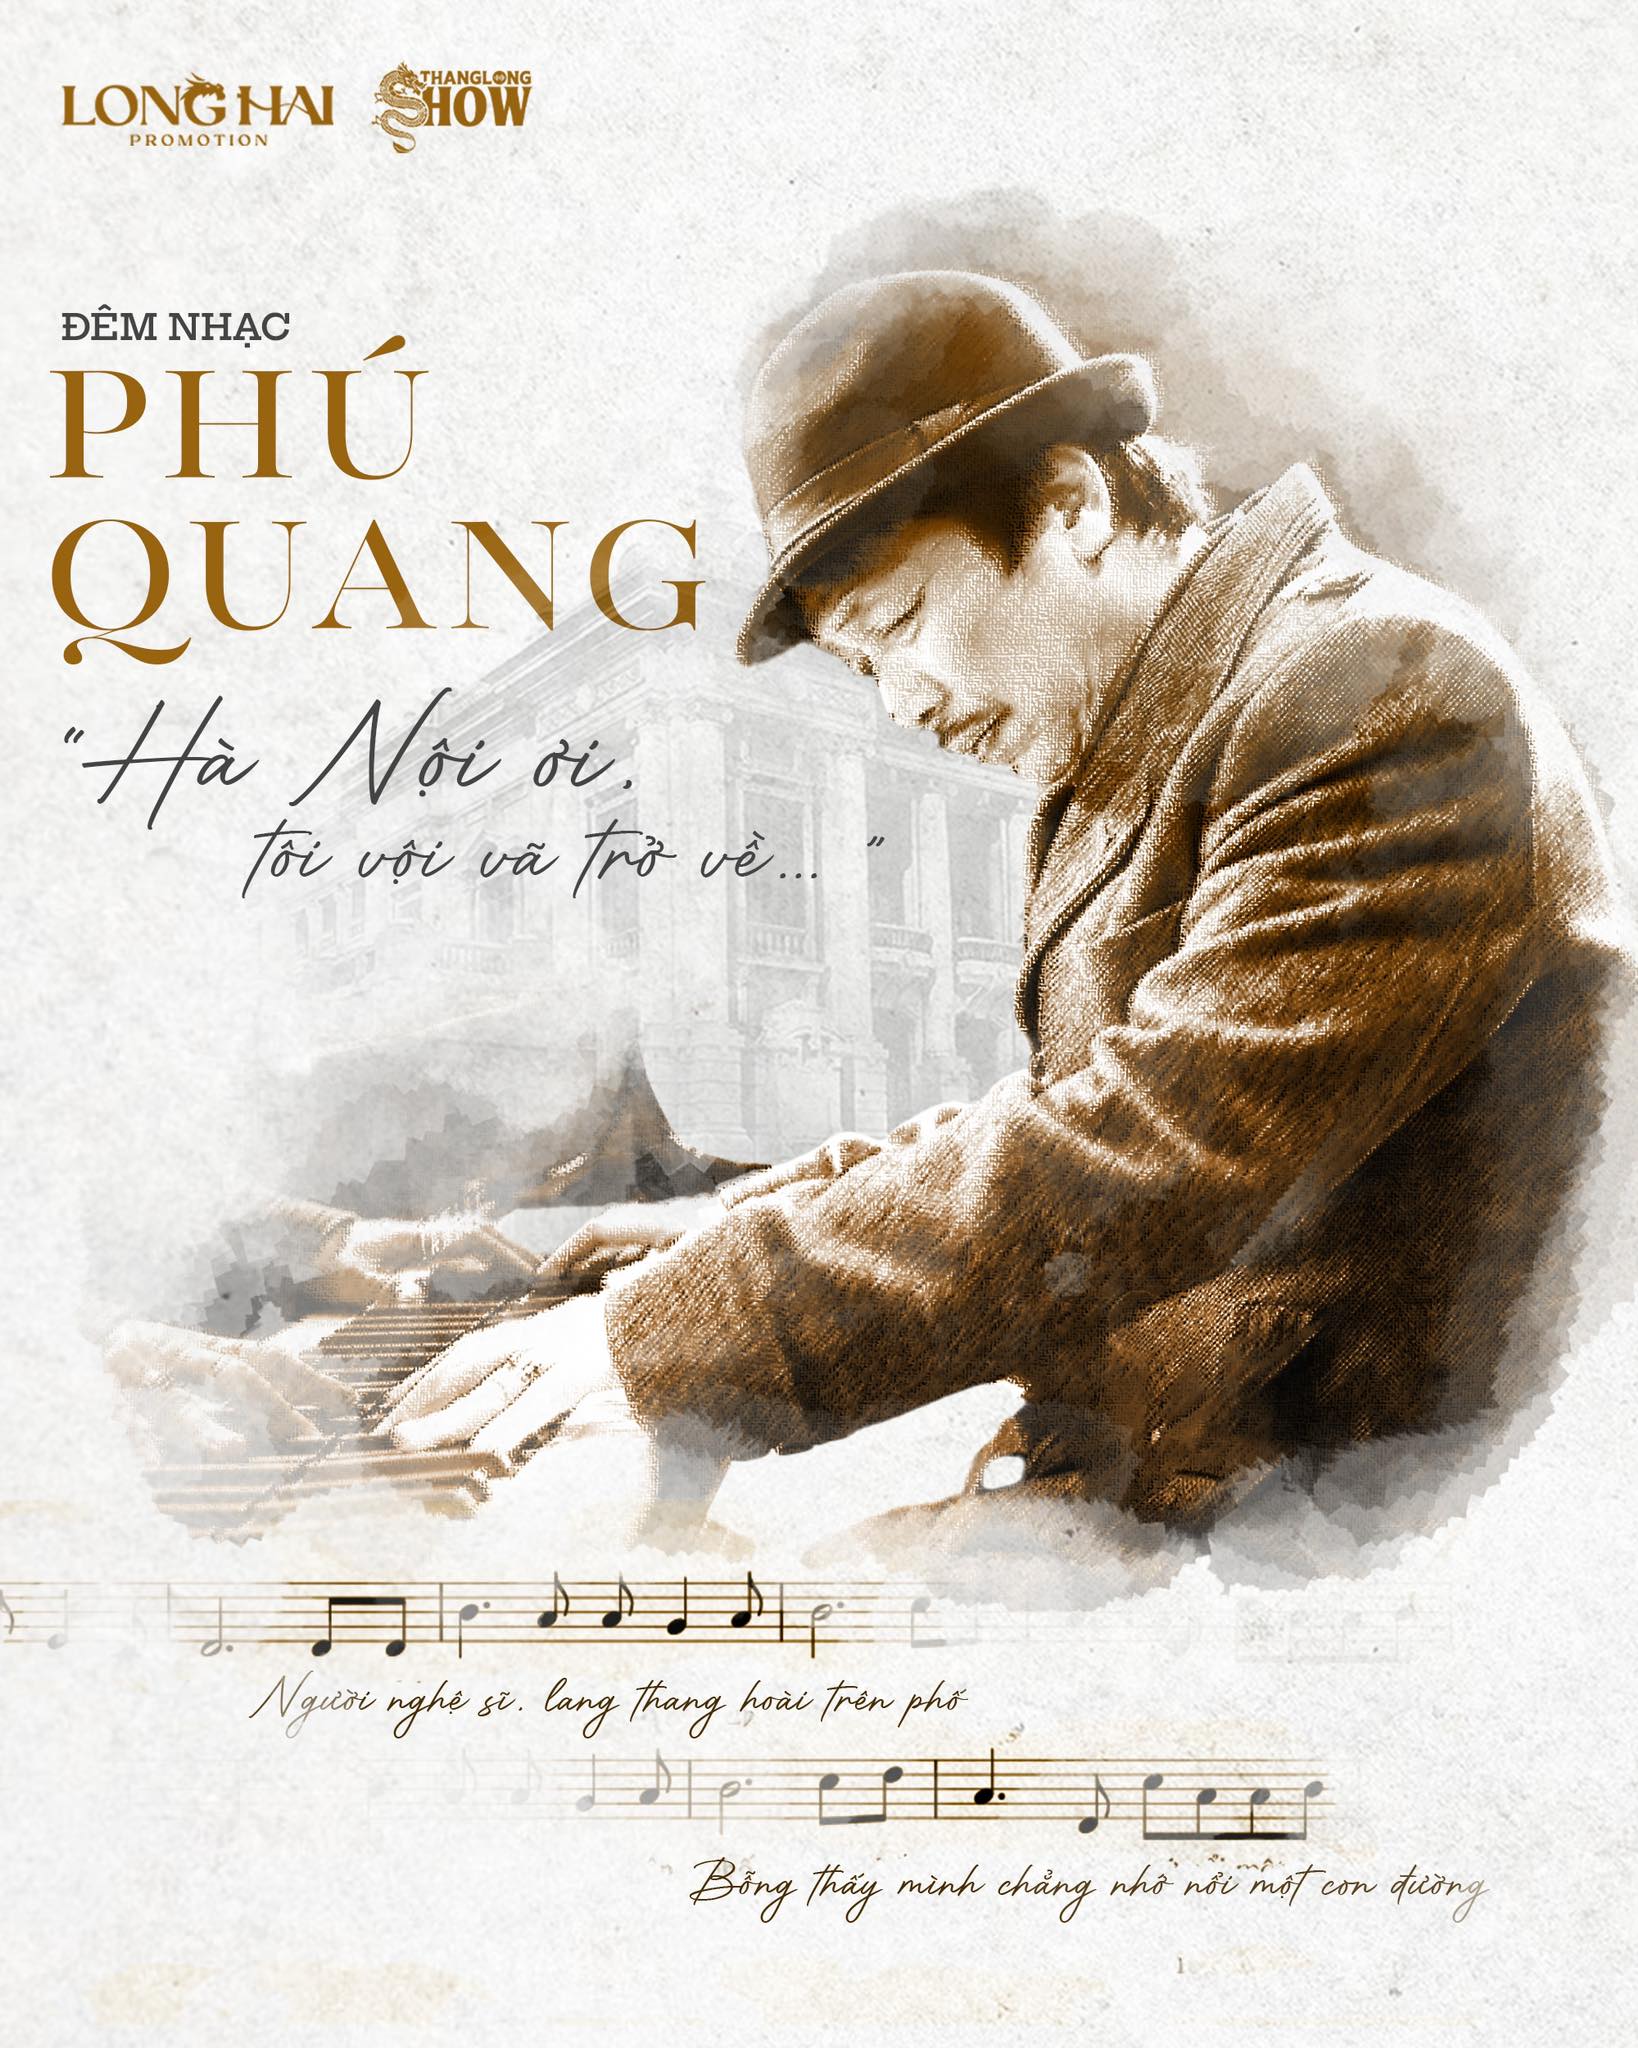 LONG HAI
PROMOTION
THANGLONG
SHOW
ĐÊM NHẠC
PHÚ
QUANG
"Hà Nội ơi,
tôi vội vã trở về... "
Người nghệ sĩ. lang thang hoài trên phố
Bỗng thấy mình chẳng nhớ nổi một con đường